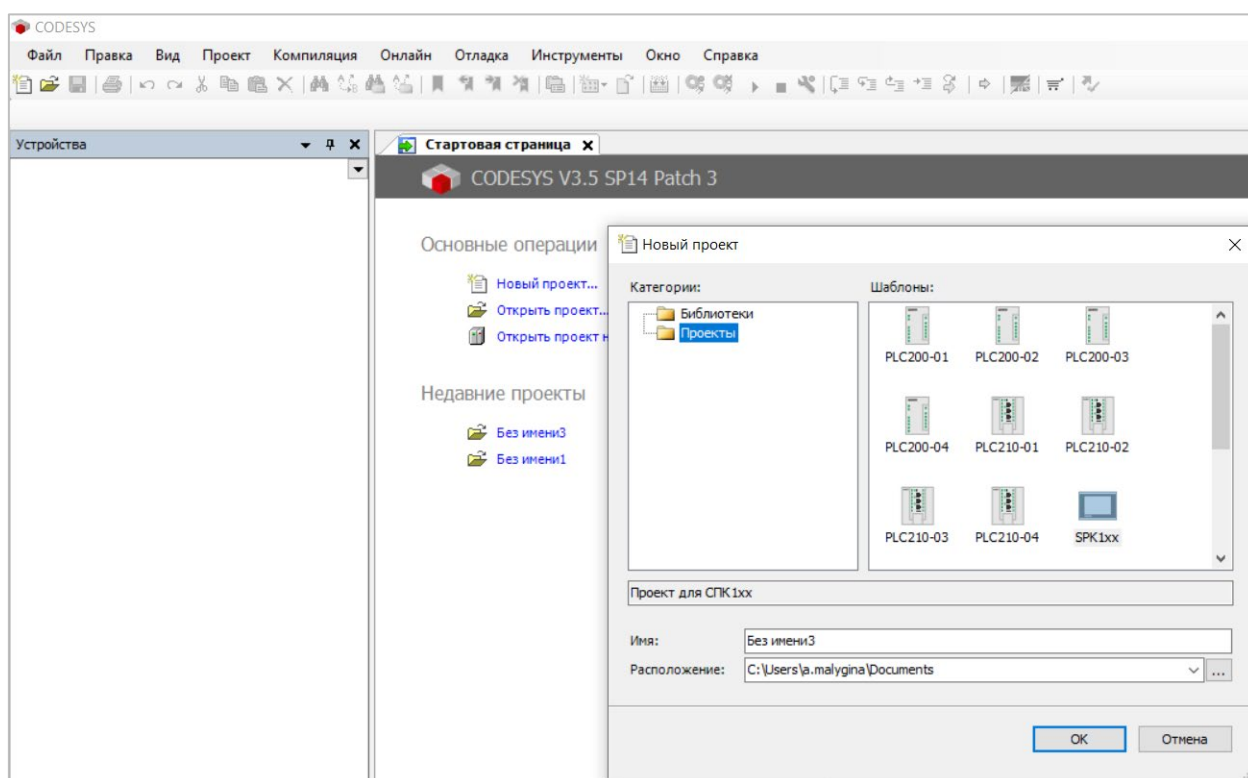 CODESYS
Файл Правка Вид Проект Компиляция Онлайн Отладка Инструменты Окно Справка
Устройства
Стартовая страница
CODESYS V3.5 SP14 Patch 3
Основные операции
Новый проект...
Открыть проект...
Открыть проект
Недавние проекты
Без имени3
Без имени1
Новый проект
Категории:
Библиотеки
Проекты
Шаблоны:
PLC200-01 PLC200-02 PLC200-03
PLC200-04 PLC210-01 PLC210-02
PLC210-03 PLC210-04 SPK1xx
Проект для СПК1xx
Имя: Без имени3
Расположение: C:\Users\a.malygina\Documents
...
ОК Отмена